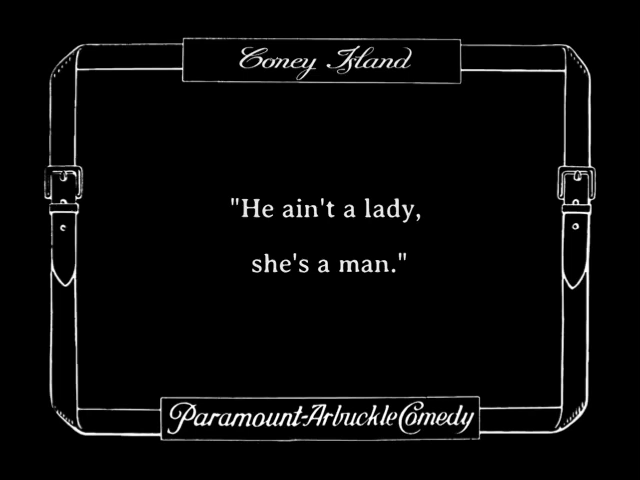 Coney Island
"He ain't a lady,
she's a man."
Paramount-Arbuckle Comedy